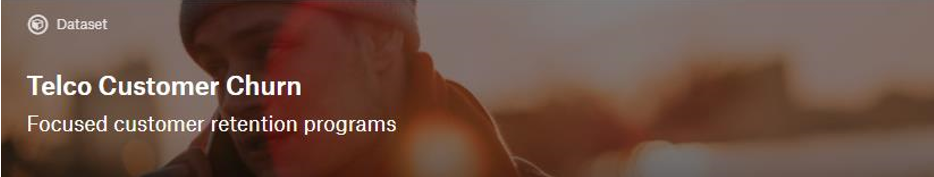 Dataset
Telco Customer Churn
Focused customer retention programs